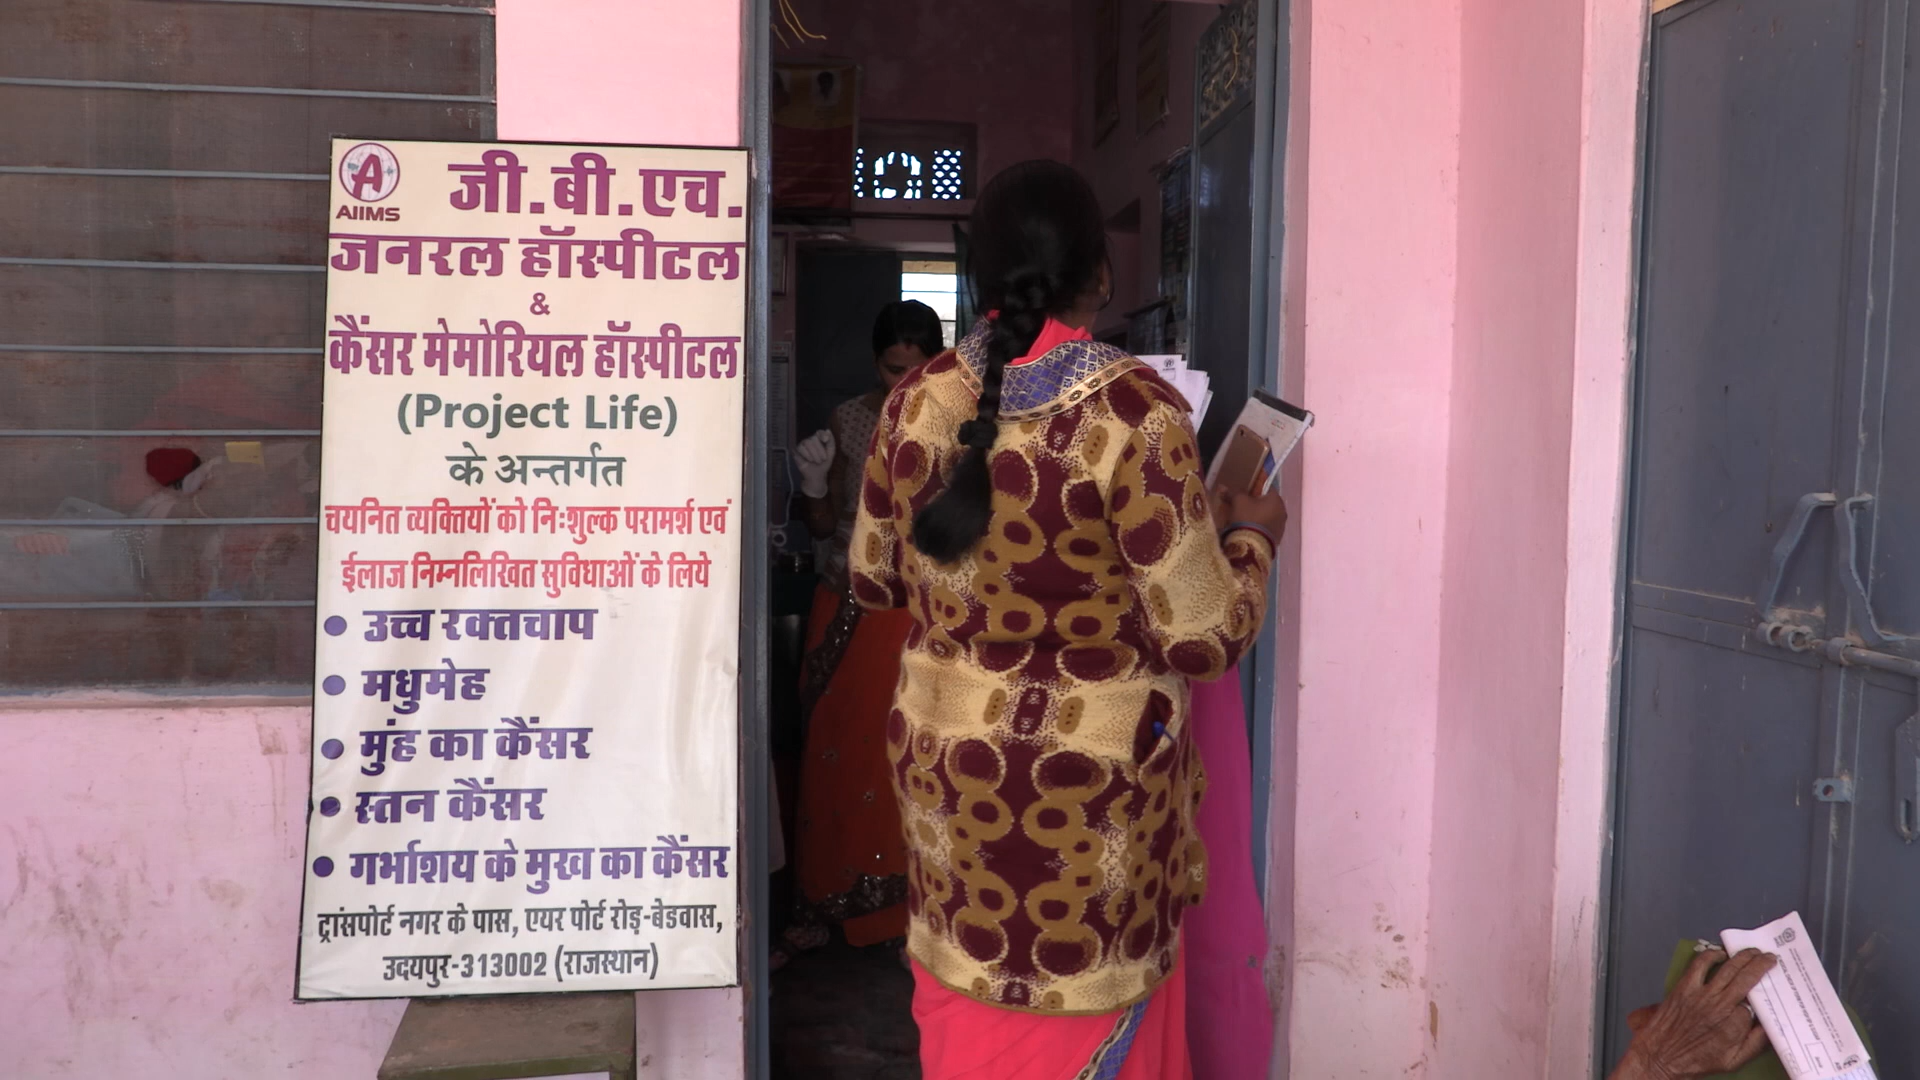 AIIMS
जी.बी.एच.
जनरल हॉस्पीटल
&
कैंसर मेमोरियल हॉस्पीटल
(Project Life)
के अन्तर्गत
चयनित व्यक्तियों को निःशुल्क परामर्श एवं
ईलाज निम्नलिखित सुविधाओं के लिये
• उच्च रक्तचाप
• मधुमेह
• मुंह का कैंसर
• स्तन कैंसर
• गर्भाशय के मुख का कैंसर
ट्रांसपोर्ट नगर के पास, एयर पोर्ट रोड़-बेडवास,
उदयपुर-313002 (राजस्थान)